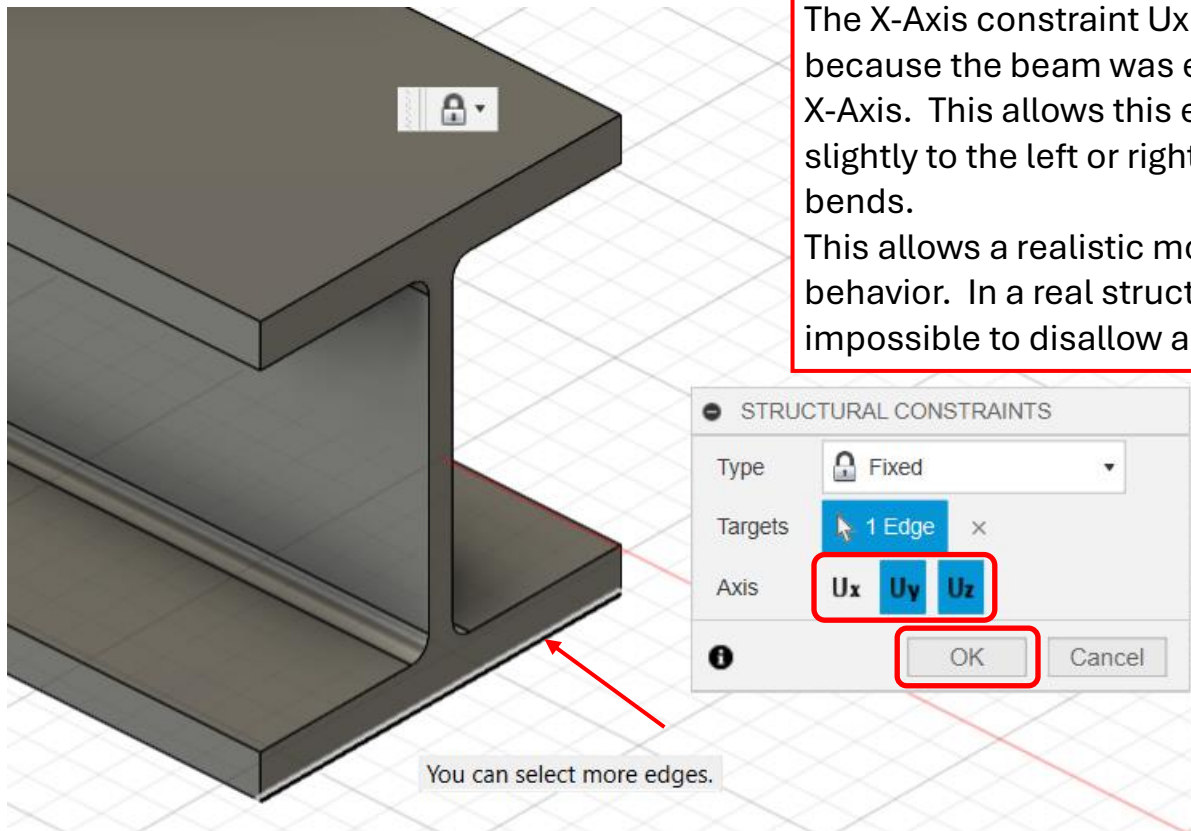 The X-Axis constraint Ux
because the beam was e
X-Axis. This allows this e
slightly to the left or right
bends.
This allows a realistic mo
behavior. In a real struct
impossible to disallow a
STRUCTURAL CONSTRAINTS
Type Fixed
Targets 1 Edge ×
Axis Ux Uy Uz
OK Cancel
You can select more edges.